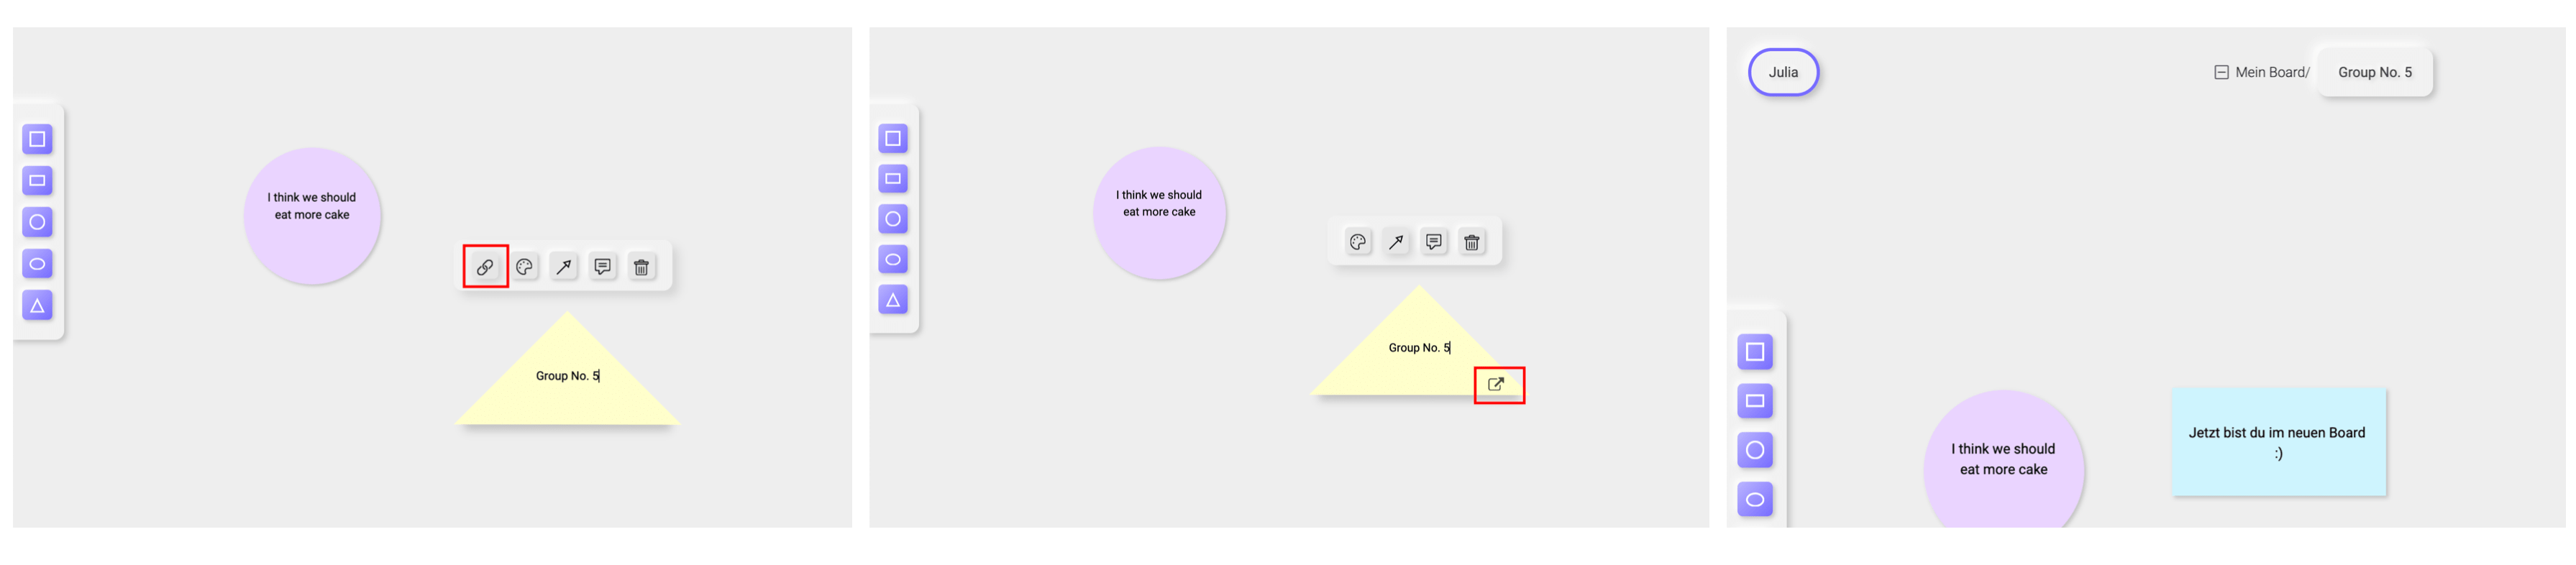 I think we should
eat more cake
Group No. 5
I think we should
eat more cake
Group No. 5
Julia
Mein Board/
Group No. 5
I think we should
eat more cake
Jetzt bist du im neuen Board
:)